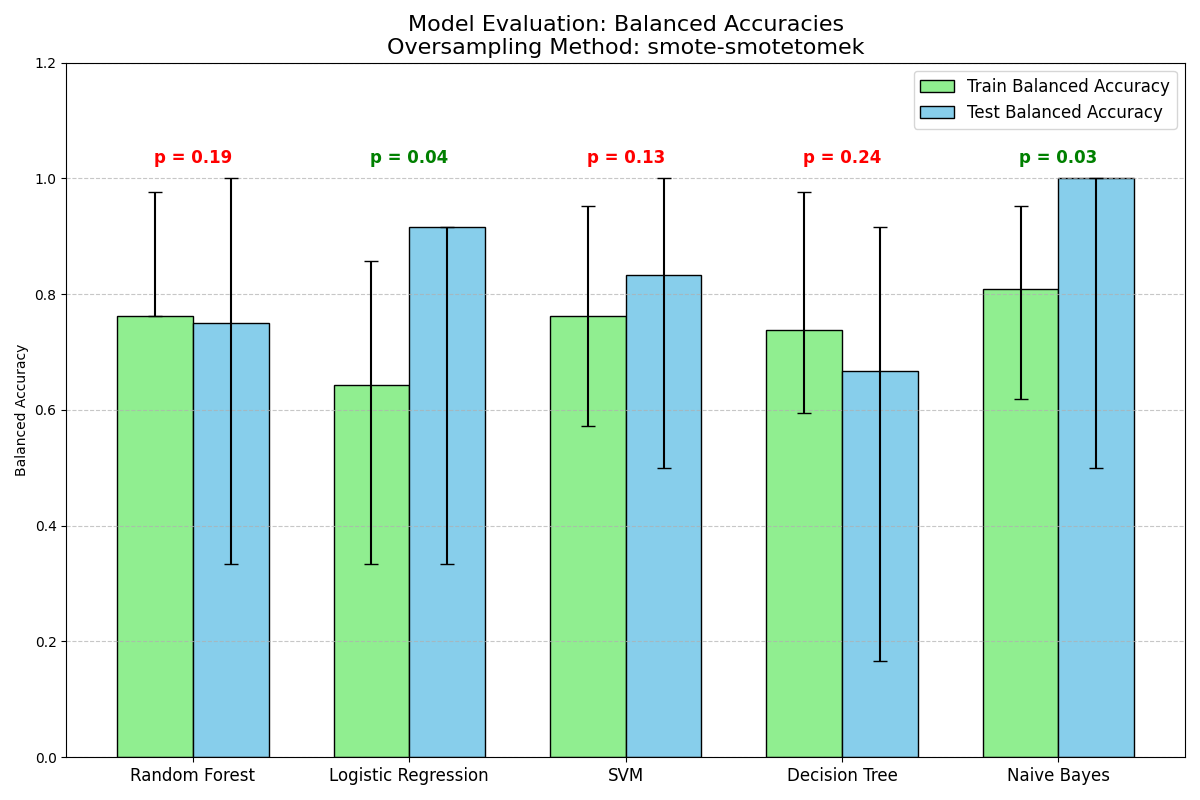 Model Evaluation: Balanced Accuracies
Oversampling Method: smote-smotetomek
Train Balanced Accuracy
Test Balanced Accuracy
p = 0.19
p = 0.04
p = 0.13
p = 0.24
p = 0.03
Balanced Accuracy
1.2
1.0
0.8
0.6
0.4
0.2
0.0
Random Forest
Logistic Regression
SVM
Decision Tree
Naive Bayes